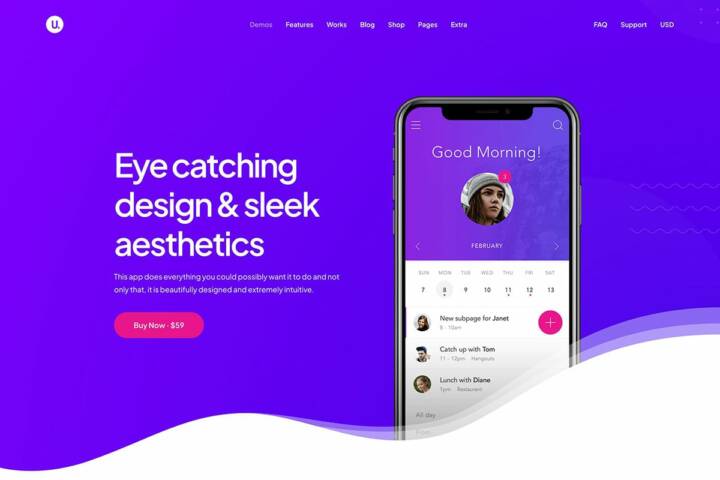 U.
Demos Features Works Blog Shop Pages Extra
FAQ Support USD
Eye catching
design & sleek
aesthetics
This app does everything you could possibly want it to do and not
only that, it is beautifully designed and extremely intuitive.
Buy Now - $59
Good Morning!
3
FEBRUARY
SUN MON TUE WED THU FRI SAT
7 8 9 10 11 12 13
New subpage for Janet
8 - 10am
Catch up with Tom
11 - 12pm Hangouts
Lunch with Diane
1pm Restaurant
All day